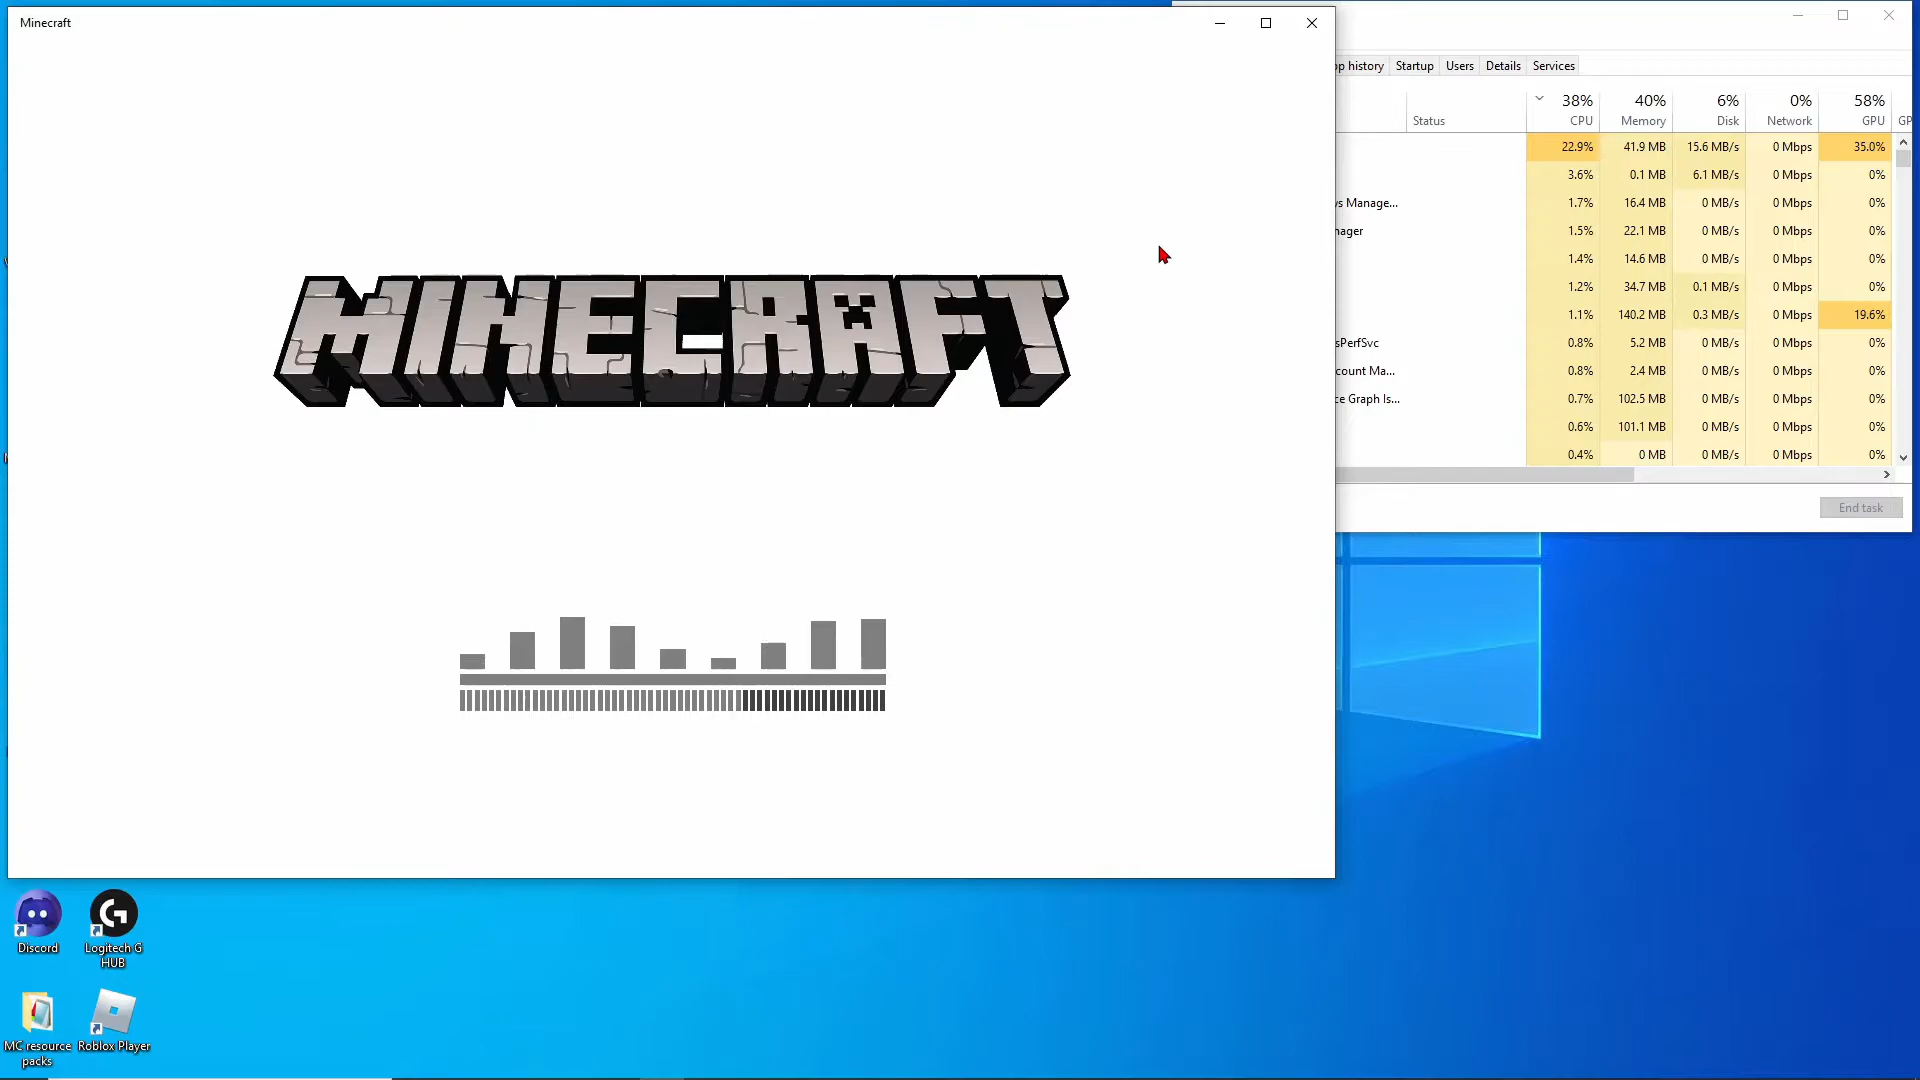 Minecraft
MINECRAFT
pp history Startup Users Details Services
38% 40% 6% 0% 58%
Status CPU Memory Disk Network GPU GP
22.9% 41.9 MB 15.6 MB/s 0 Mbps 35.0%
3.6% 0.1 MB 6.1 MB/s 0 Mbps 0%
vs Manage... 1.7% 16.4 MB 0 MB/s 0 Mbps 0%
nager 1.5% 22.1 MB 0 MB/s 0 Mbps 0%
1.4% 14.6 MB 0 MB/s 0 Mbps 0%
1.2% 34.7 MB 0.1 MB/s 0 Mbps 0%
1.1% 140.2 MB 0.3 MB/s 0 Mbps 19.6%
sPerfSvc 0.8% 5.2 MB 0 MB/s 0 Mbps 0%
count Ma... 0.8% 2.4 MB 0 MB/s 0 Mbps 0%
ce Graph Is... 0.7% 102.5 MB 0 MB/s 0 Mbps 0%
0.6% 101.1 MB 0 MB/s 0 Mbps 0%
0.4% 0 MB 0 MB/s 0 Mbps 0%
End task
Discord
Logitech G
HUB
MC resource
packs
Roblox Player